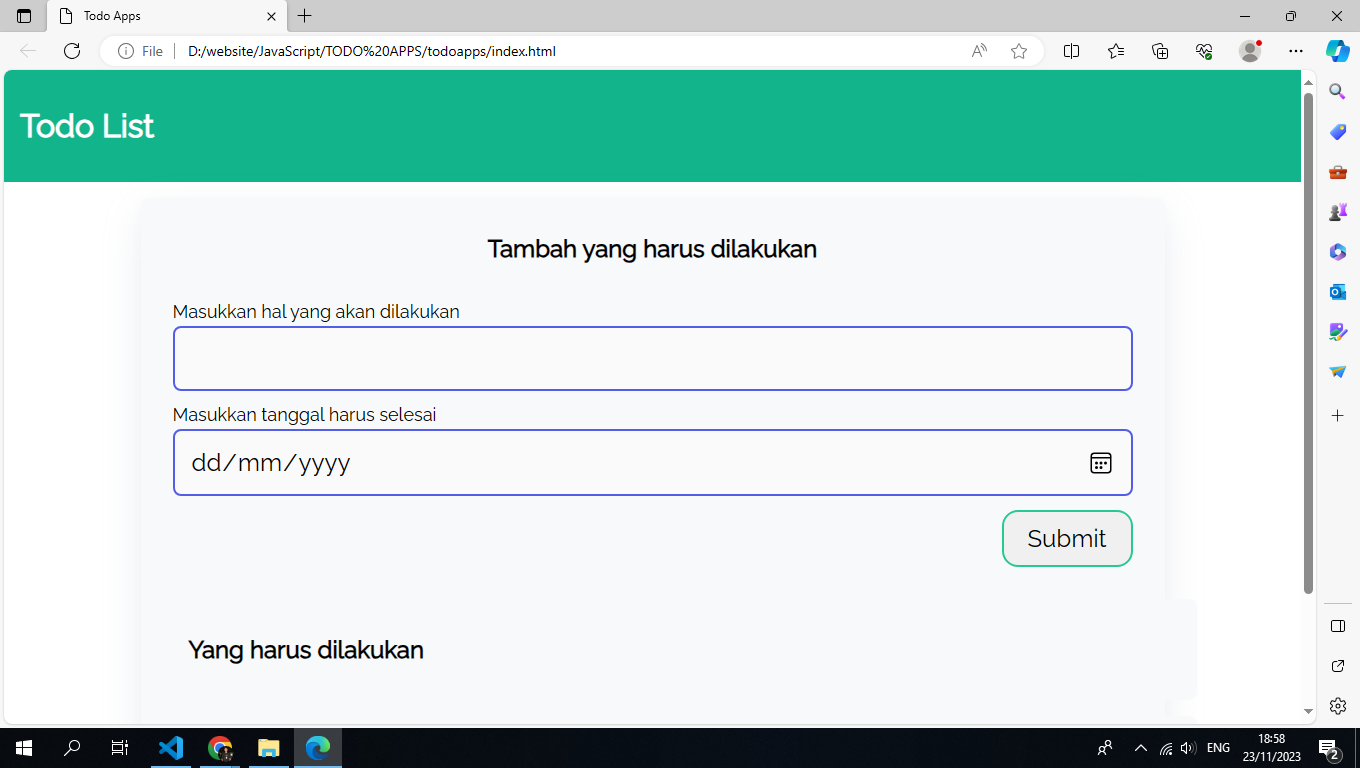 Todo Apps
File
D:/website/JavaScript/TODO%20APPS/todoapps/index.html
Todo List
Tambah yang harus dilakukan
Masukkan hal yang akan dilakukan
Masukkan tanggal harus selesai
dd/mm/yyyy
Submit
Yang harus dilakukan
ENG
18:58
23/11/2023
2